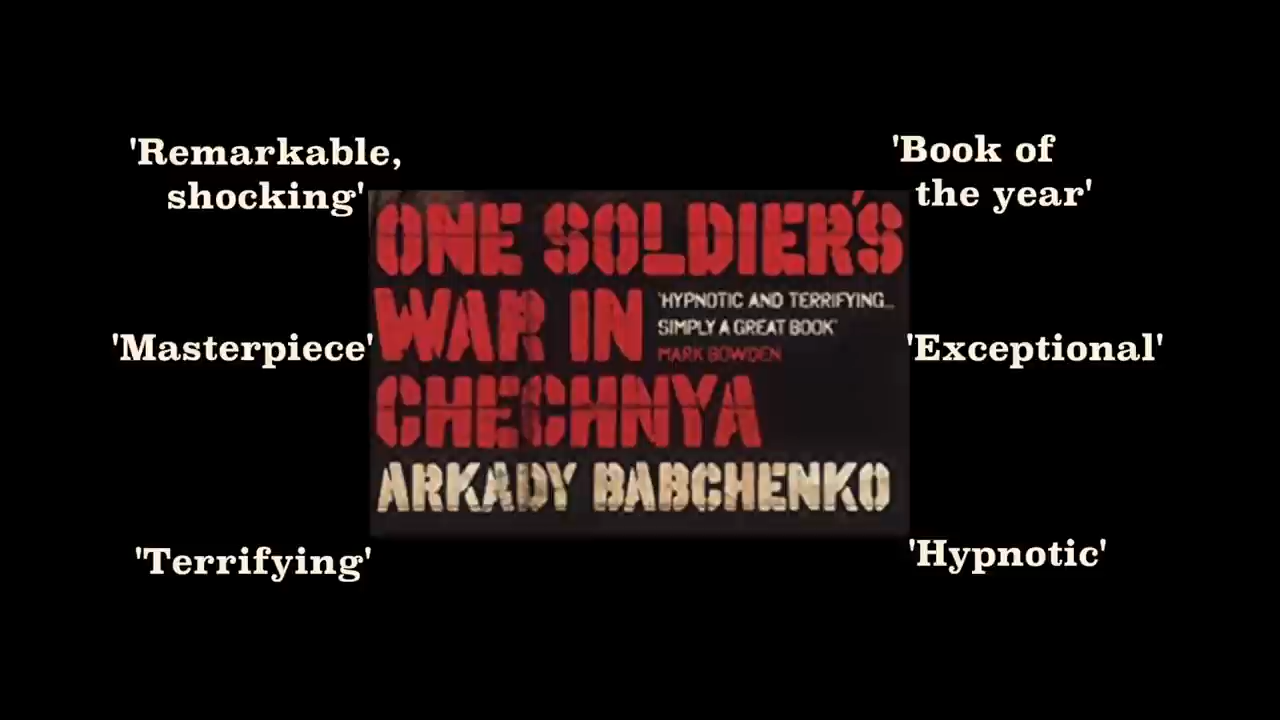 'Remarkable,
shocking'
'Masterpiece'
'Terrifying'
ONE SOLDIER'S
WAR IN
CHECHNYA
'HYPNOTIC AND TERRIFYING...
SIMPLY A GREAT BOOK'
MARK BOWDEN
ARKADY BABCHENKO
'Book of
the year'
'Exceptional'
'Hypnotic'